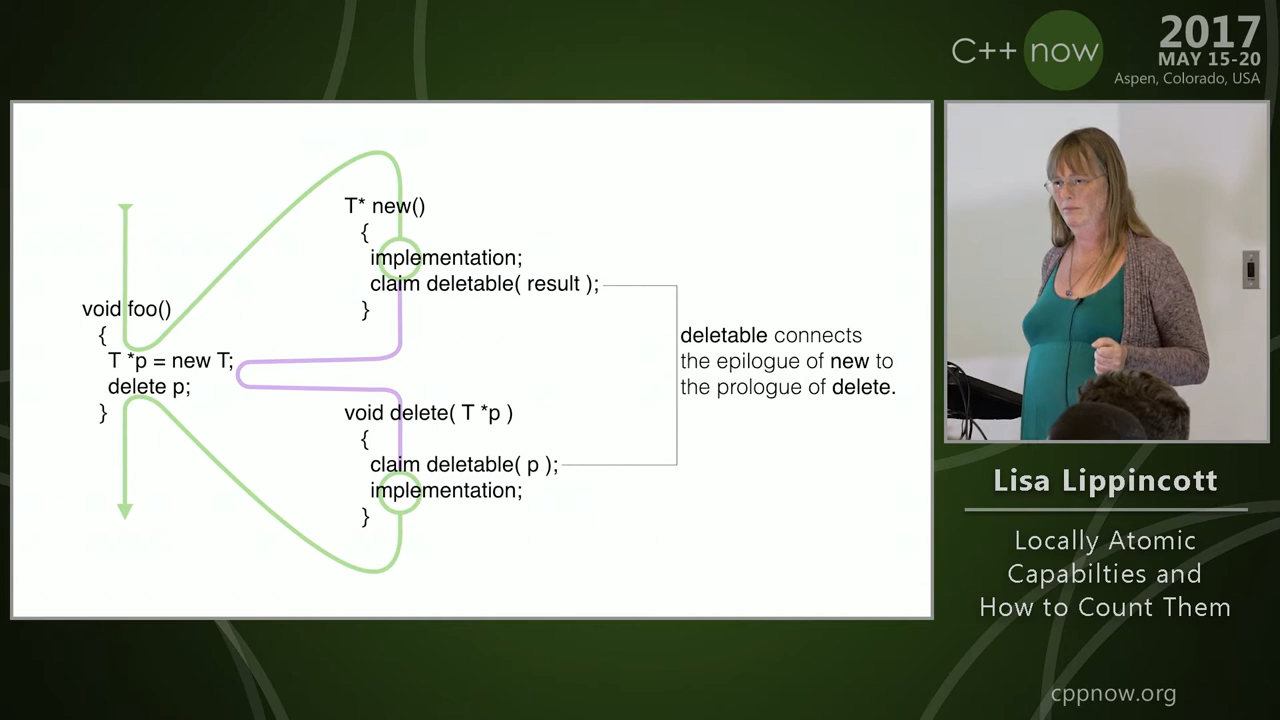 C++ now
2017
MAY 15-20
Aspen, Colorado, USA
void foo()
{
T *p = new T;
delete p;
}
T* new()
{
implementation;
claim deletable( result );
}
void delete( T *p )
{
claim deletable( p );
implementation;
}
deletable connects
the epilogue of new to
the prologue of delete.
Lisa Lippincott
Locally Atomic
Capabilties and
How to Count Them
cppnow.org